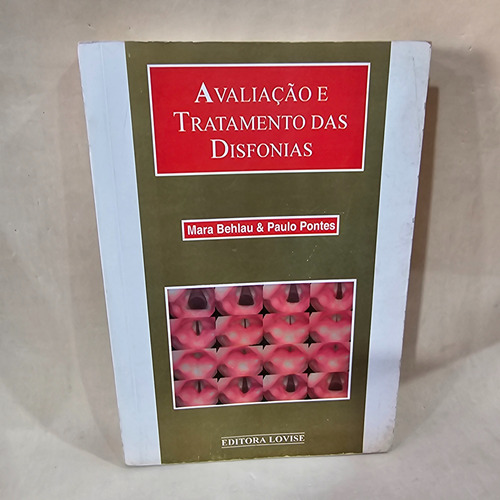 AVALIAÇÃO E
TRATAMENTO DAS
DISFONIAS
Mara Behlau & Paulo Pontes
EDITORA LOVISE